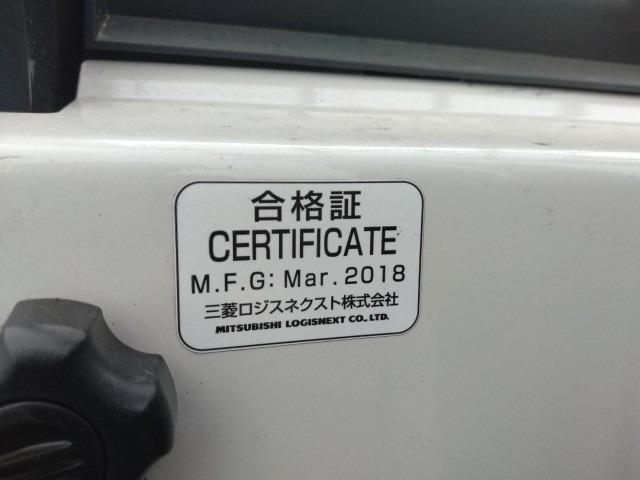 合格証
CERTIFICATE
M.F.G: Mar. 2018
三菱ロジスネクスト株式会社
MITSUBISHI LOGISNEXT CO., LTD.